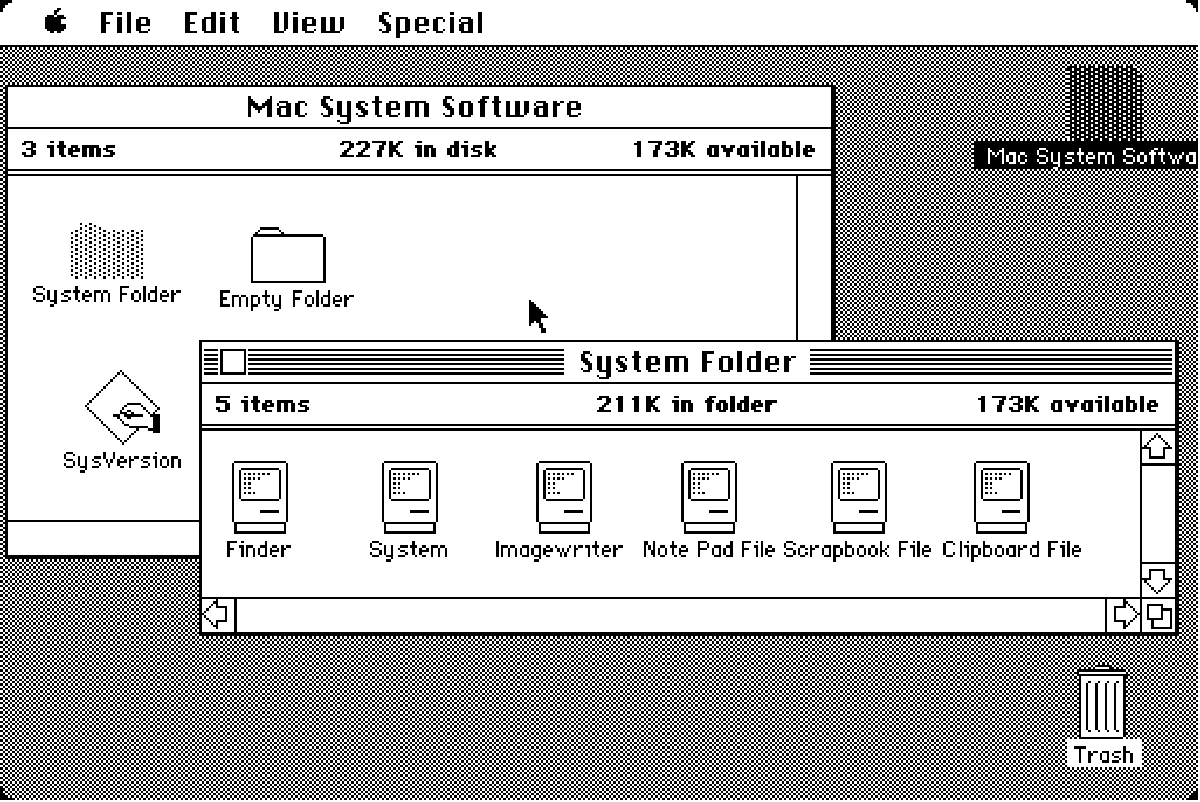 File Edit View Special
Mac System Software
3 items 227K in disk 173K available
Mac System Softwa
System Folder Empty Folder
System Folder
5 items 211K in folder 173K available
SysVersion
Finder System Imagewriter Note Pad File Scrapbook File Clipboard File
Trash